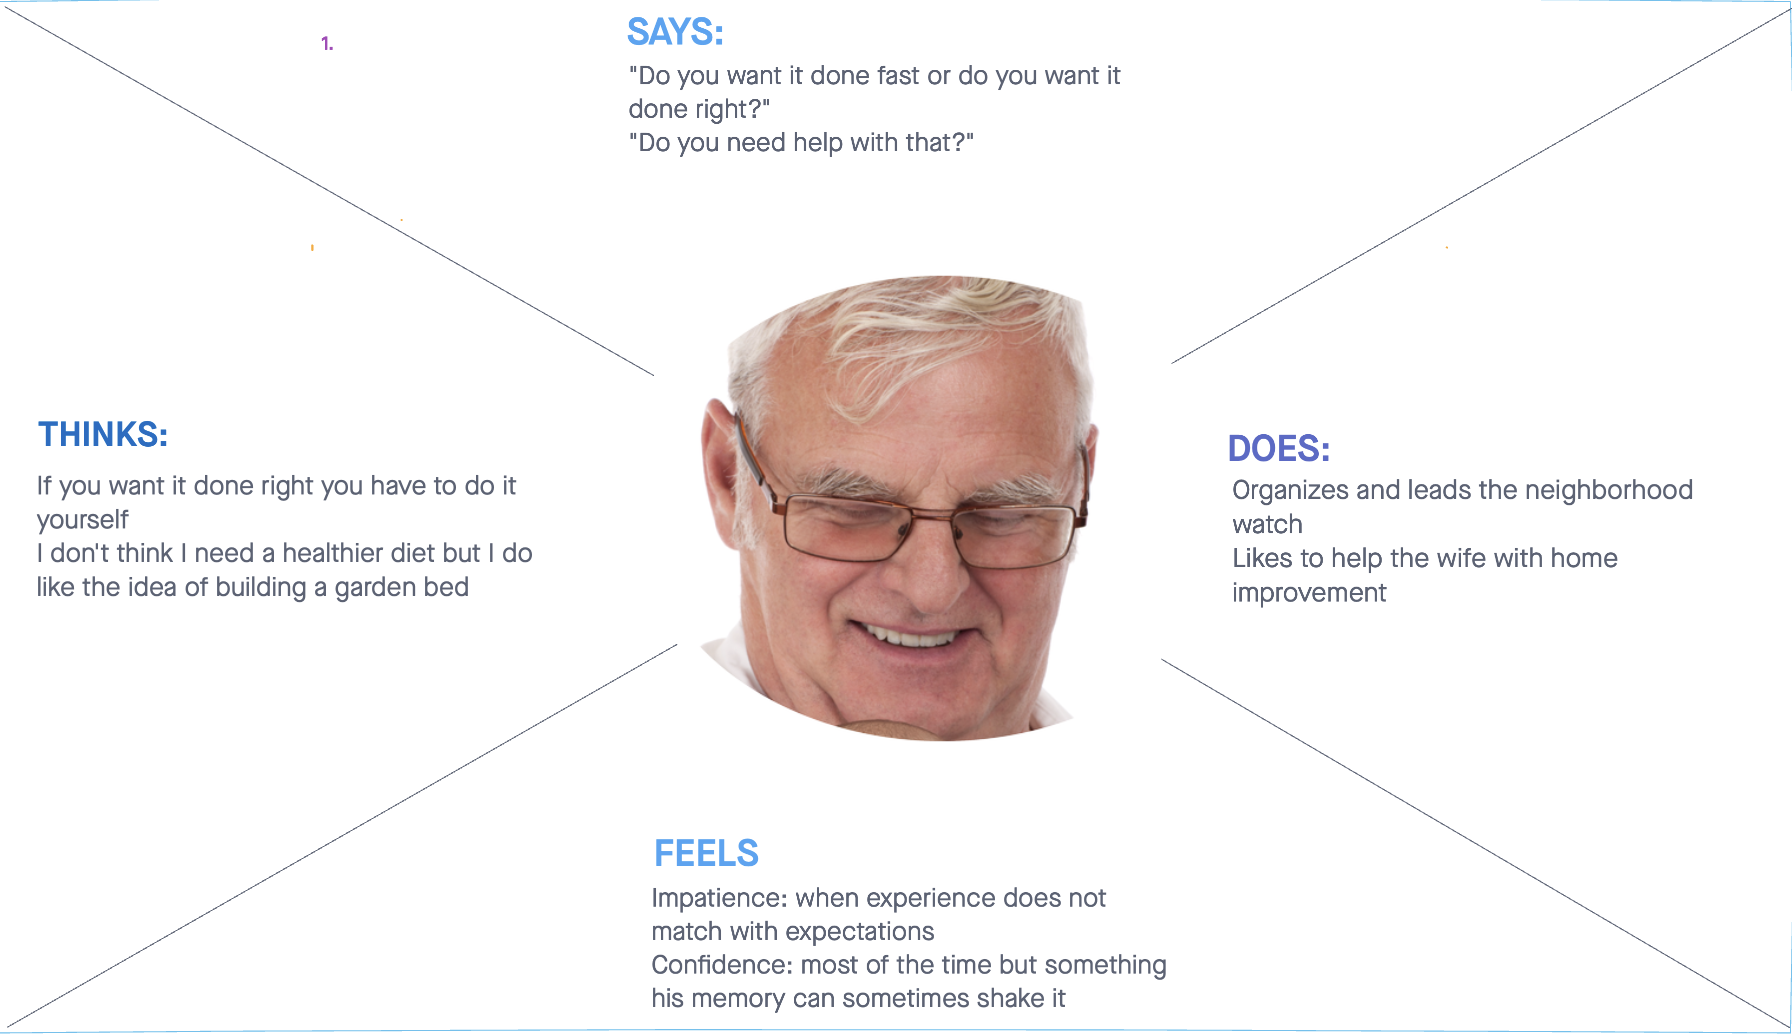 1.
SAYS:
"Do you want it done fast or do you want it
done right?"
"Do you need help with that?"
THINKS:
If you want it done right you have to do it
yourself
I don't think I need a healthier diet but I do
like the idea of building a garden bed
DOES:
Organizes and leads the neighborhood
watch
Likes to help the wife with home
improvement
FEELS
Impatience: when experience does not
match with expectations
Confidence: most of the time but something
his memory can sometimes shake it